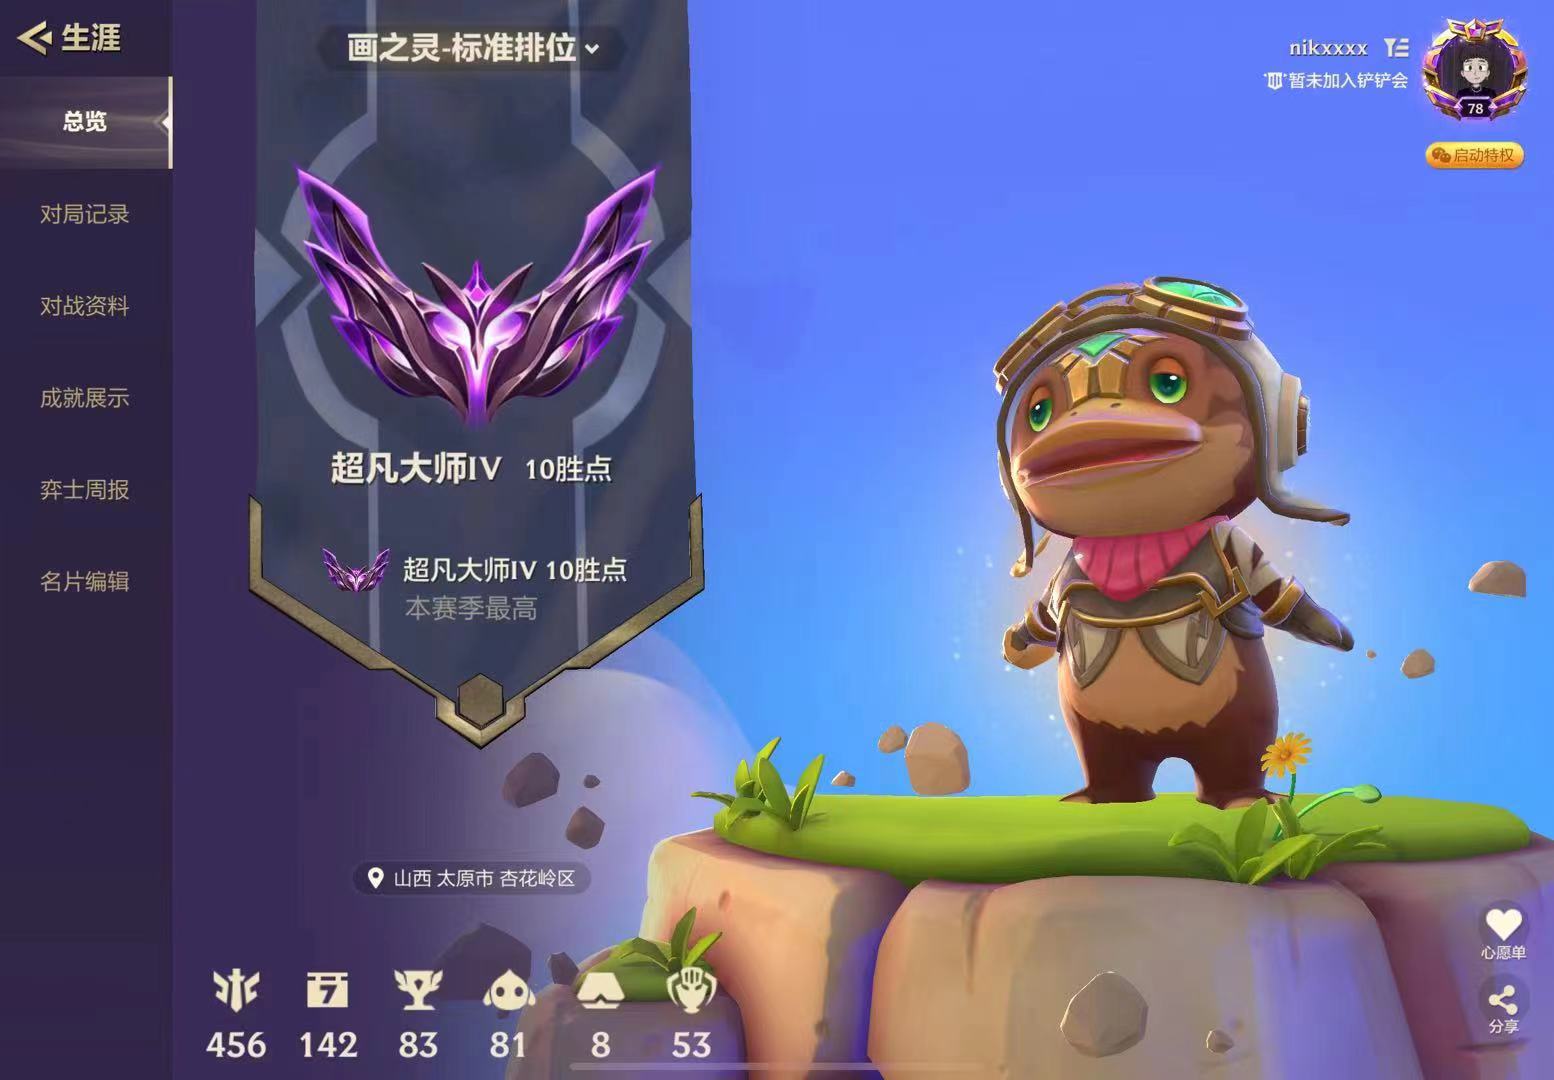 生涯
总览
对局记录
对战资料
成就展示
弈士周报
名片编辑
画之灵-标准排位
超凡大师IV 10胜点
超凡大师IV 10胜点
本赛季最高
山西 太原市 杏花岭区
7
456 142 83 81 8 53
nikxxxx
暂未加入铲铲会
78
启动特权
心愿单
分享